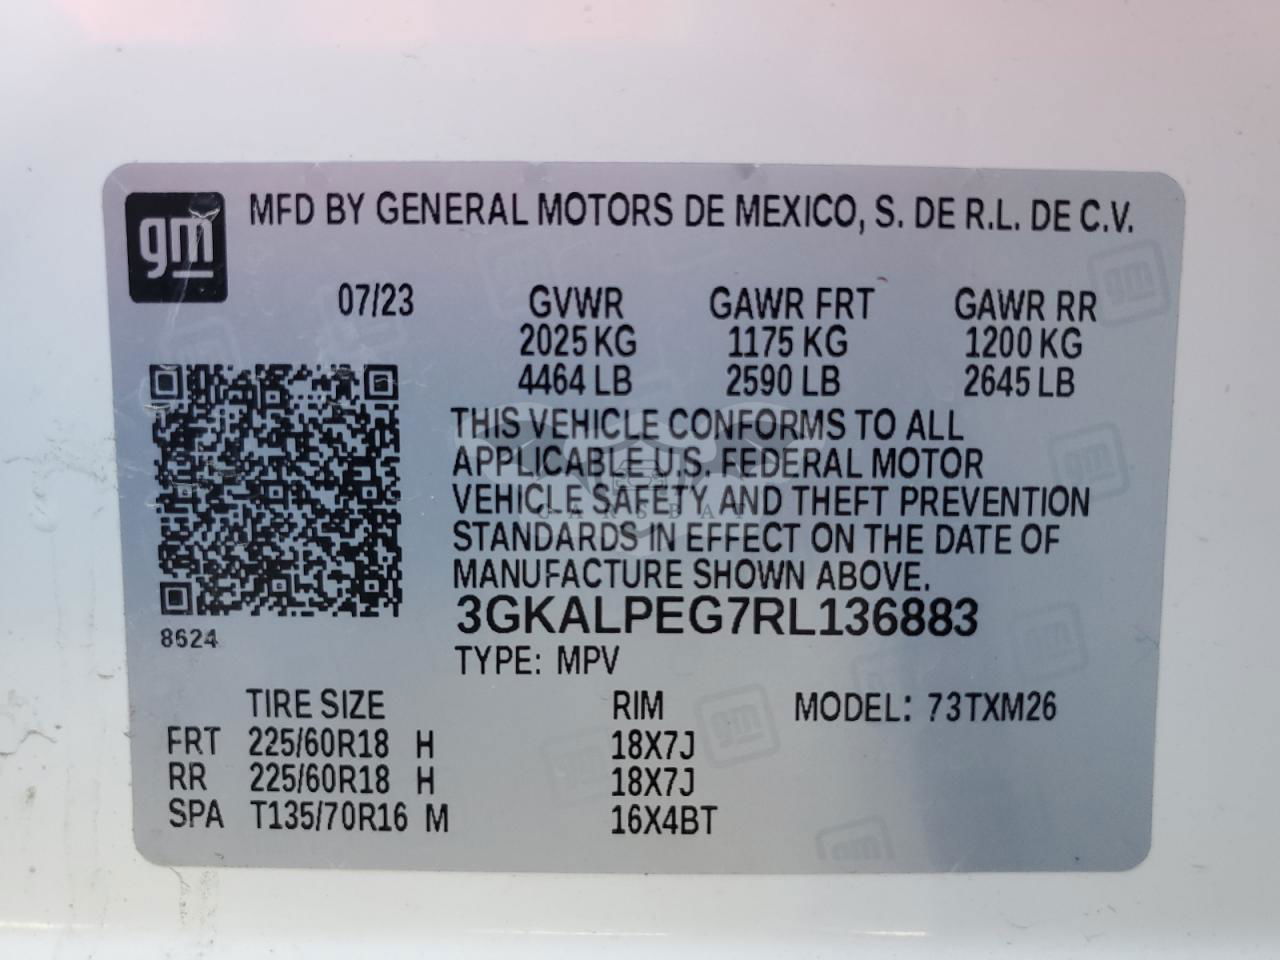 gm MFD BY GENERAL MOTORS DE MEXICO, S. DE R.L. DE C.V.
07/23 GVWR GAWR FRT GAWR RR
2025 KG 1175 KG 1200 KG
4464 LB 2590 LB 2645 LB
THIS VEHICLE CONFORMS TO ALL
APPLICABLE U.S. FEDERAL MOTOR
VEHICLE SAFETY AND THEFT PREVENTION
CARSBAT
STANDARDS IN EFFECT ON THE DATE OF
MANUFACTURE SHOWN ABOVE.
3GKALPEG7RL136883
8624
TYPE: MPV
TIRE SIZE RIM MODEL: 73TXM26
FRT 225/60R18 H 18X7J
RR 225/60R18 H 18X7J
SPA T135/70R16 M 16X4BT